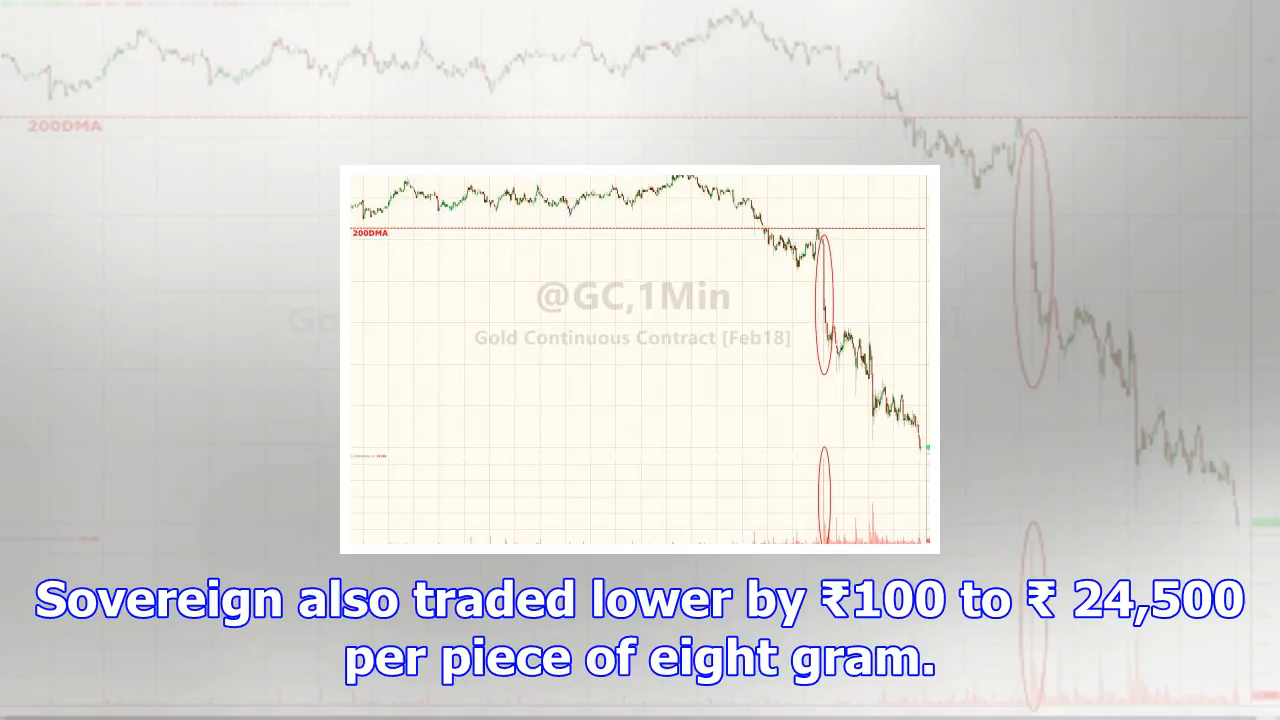 200DMA
200DMA
@GC,1Min
Gold Continuous Contract [Feb18]
Sovereign also traded lower by ₹100 to ₹ 24,500
per piece of eight gram.